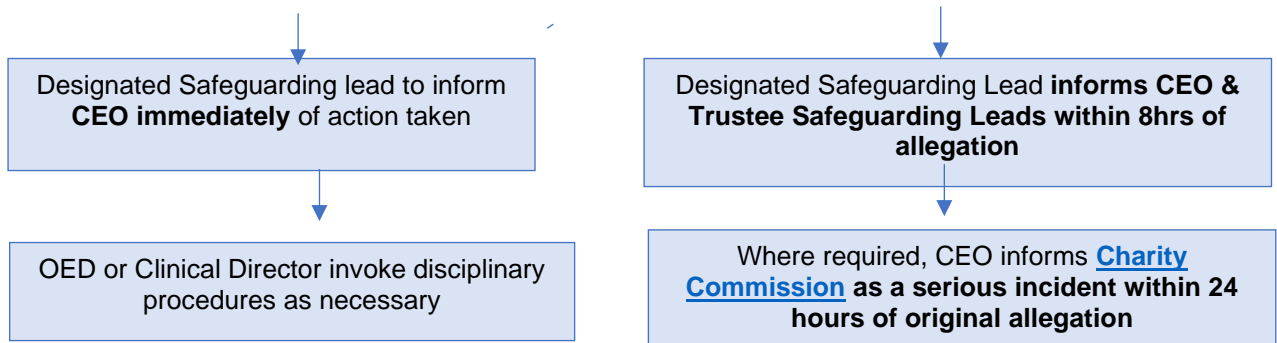 Designated Safeguarding lead to inform
CEO immediately of action taken
OED or Clinical Director invoke disciplinary
procedures as necessary
Designated Safeguarding Lead informs CEO &
Trustee Safeguarding Leads within 8hrs of
allegation
Where required, CEO informs Charity
Commission as a serious incident within 24
hours of original allegation